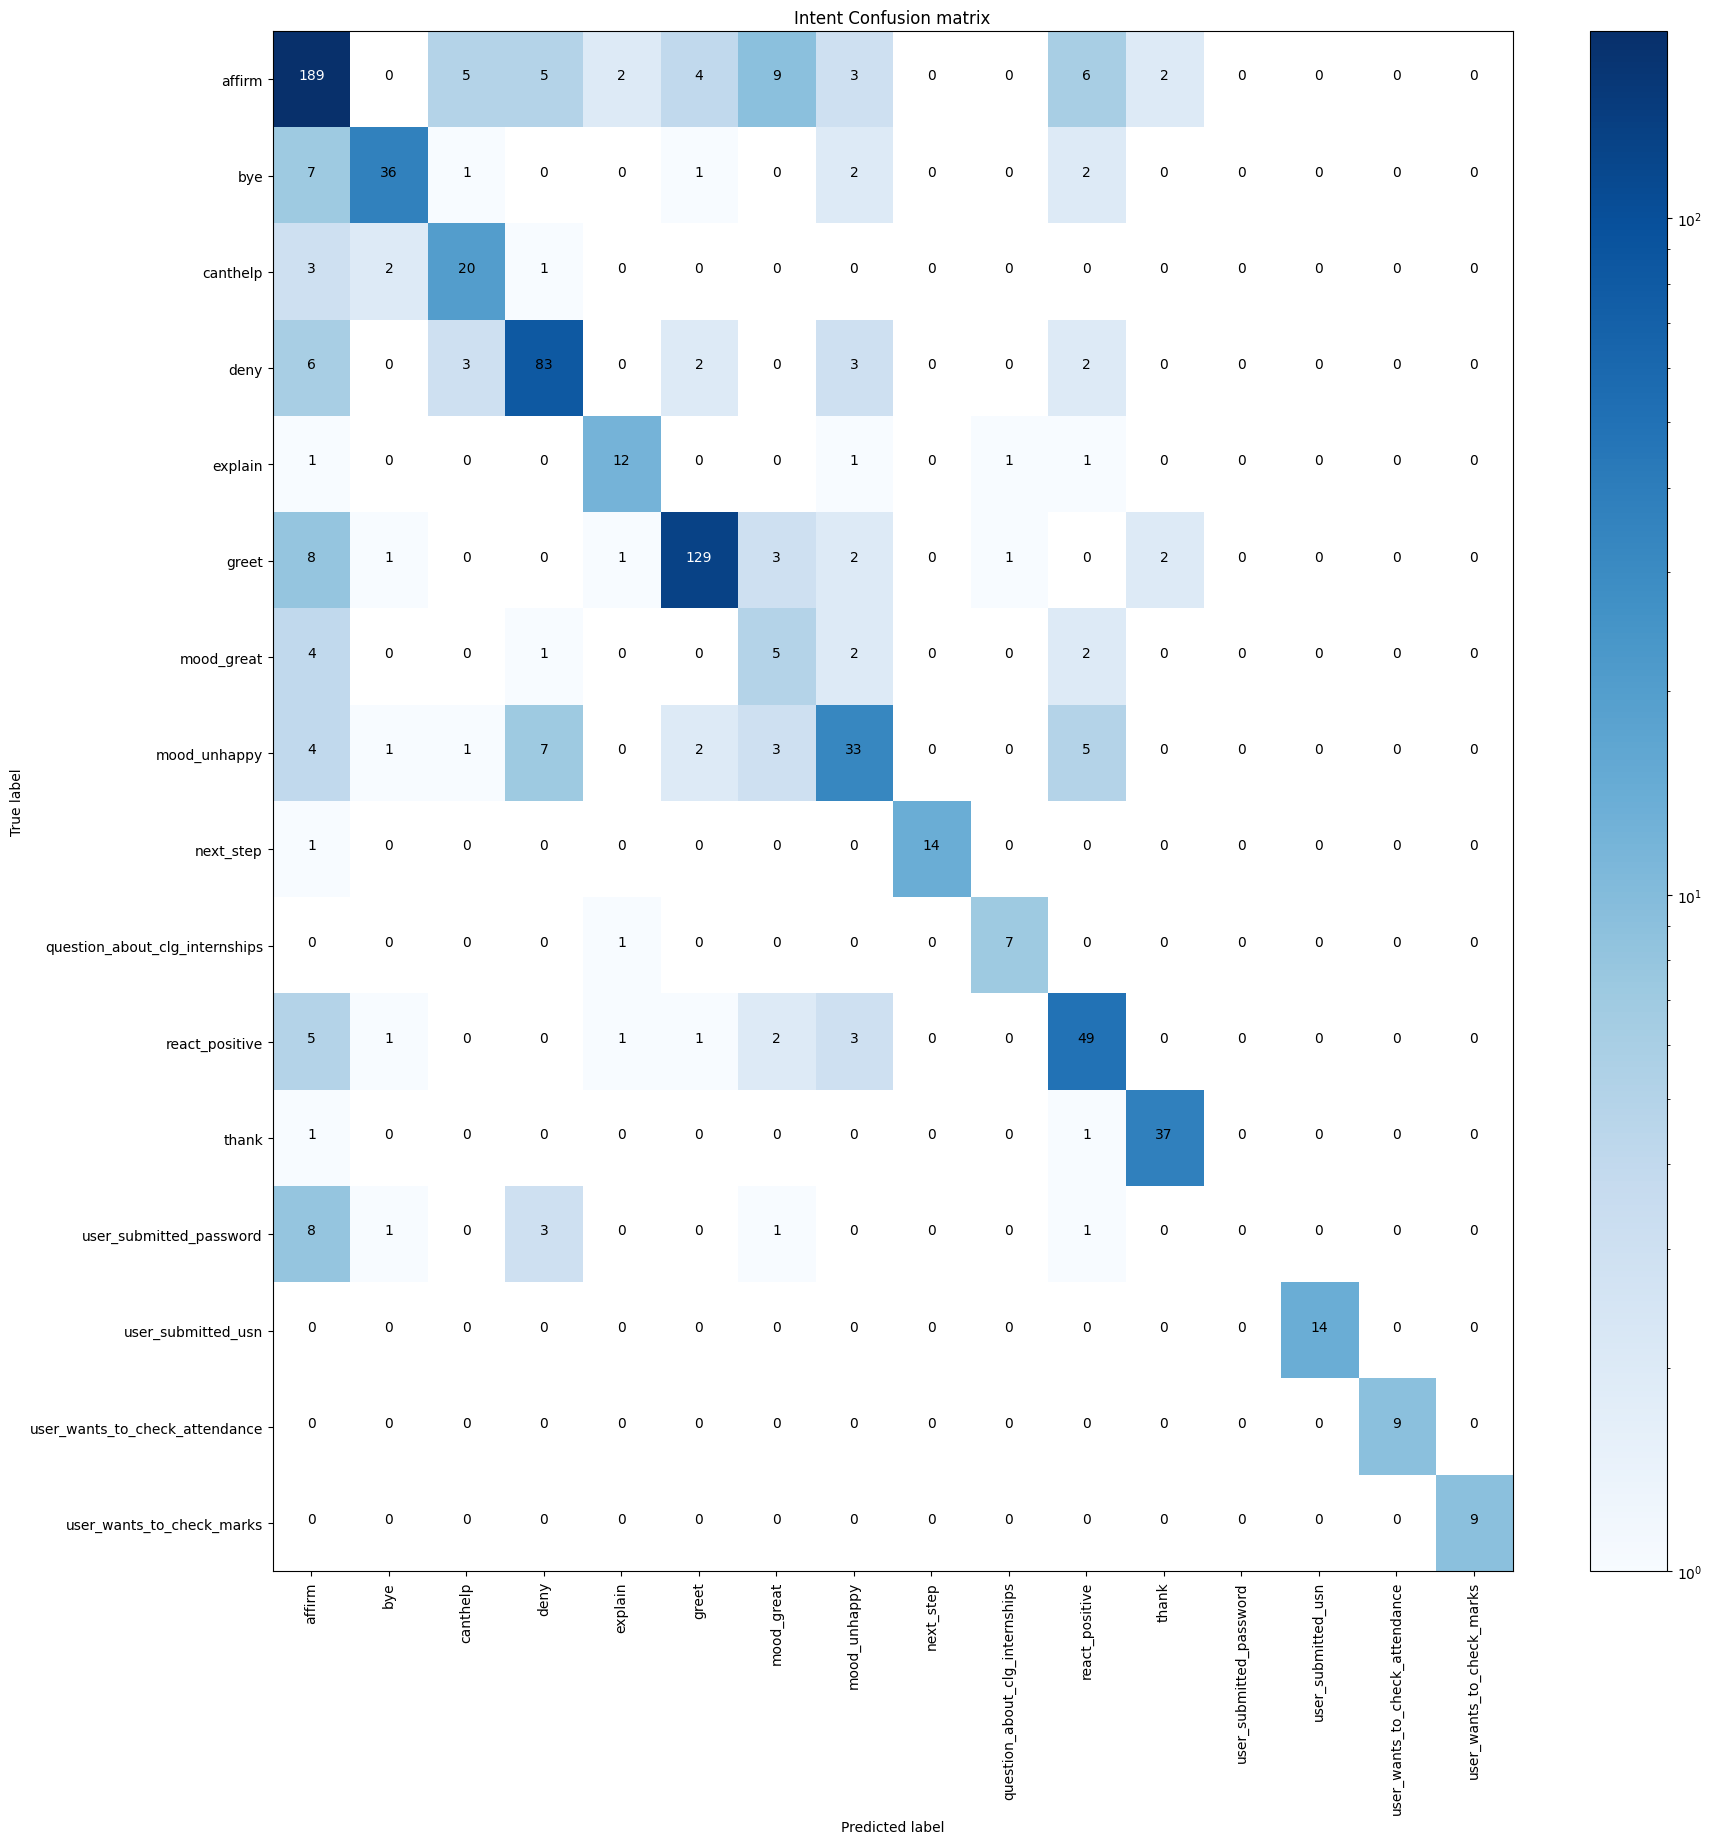 Intent Confusion matrix
affirm 189 0 5 5 2 4 9 3 0 0 6 2 0 0 0 0
bye 7 36 1 0 0 1 0 2 0 0 2 0 0 0 0 0
canthelp 3 2 20 1 0 0 0 0 0 0 0 0 0 0 0 0
deny 6 0 3 83 0 2 0 3 0 0 2 0 0 0 0 0
explain 1 0 0 0 12 0 0 1 0 1 1 0 0 0 0 0
greet 8 1 0 0 1 129 3 2 0 1 0 2 0 0 0 0
mood_great 4 0 0 1 0 0 5 2 0 0 2 0 0 0 0 0
mood_unhappy 4 1 1 7 0 2 3 33 0 0 5 0 0 0 0 0
next_step 1 0 0 0 0 0 0 0 14 0 0 0 0 0 0 0
question_about_clg_internships 0 0 0 0 1 0 0 0 0 7 0 0 0 0 0 0
react_positive 5 1 0 0 1 1 2 3 0 0 49 0 0 0 0 0
thank 1 0 0 0 0 0 0 0 0 0 1 37 0 0 0 0
user_submitted_password 8 1 0 3 0 0 1 0 0 0 1 0 0 0 0 0
user_submitted_usn 0 0 0 0 0 0 0 0 0 0 0 0 0 14 0 0
user_wants_to_check_attendance 0 0 0 0 0 0 0 0 0 0 0 0 0 0 9 0
user_wants_to_check_marks 0 0 0 0 0 0 0 0 0 0 0 0 0 0 0 9
True label
affirm
bye
canthelp
deny
explain
greet
mood_great
mood_unhappy
next_step
question_about_clg_internships
react_positive
thank
user_submitted_password
user_submitted_usn
user_wants_to_check_attendance
user_wants_to_check_marks
Predicted label
10²
10¹
10⁰